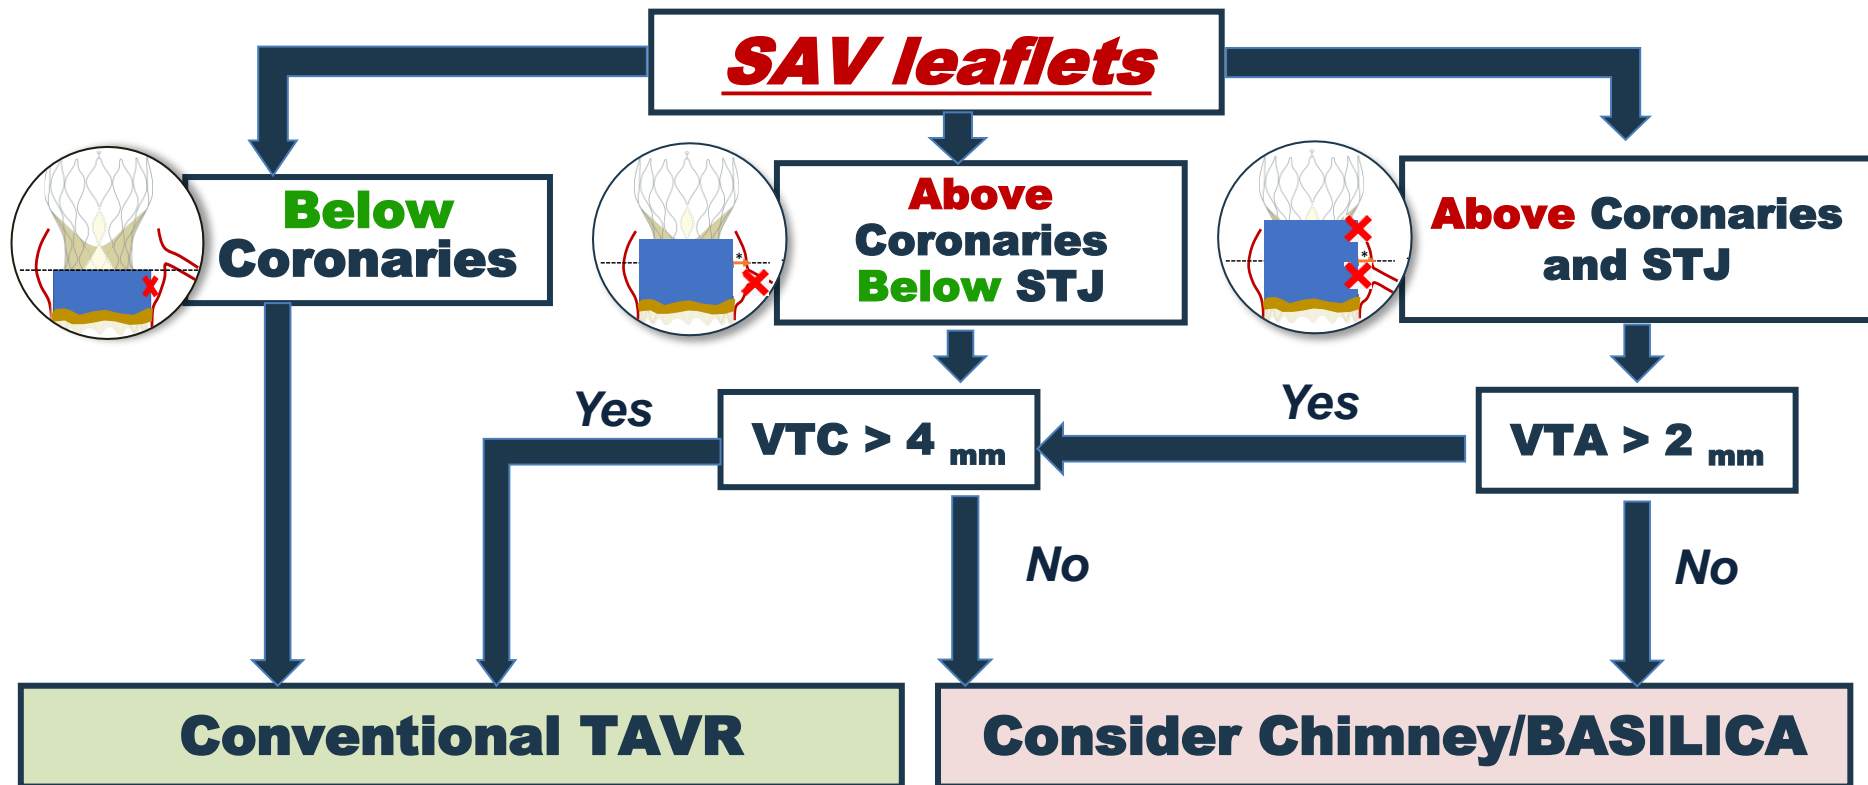 SAV leaflets
Below
Coronaries
Above
Coronaries
Below STJ
Above Coronaries
and STJ
*
*
Yes
VTC > 4 mm
Yes
VTA > 2 mm
No
No
Conventional TAVR
Consider Chimney/BASILICA